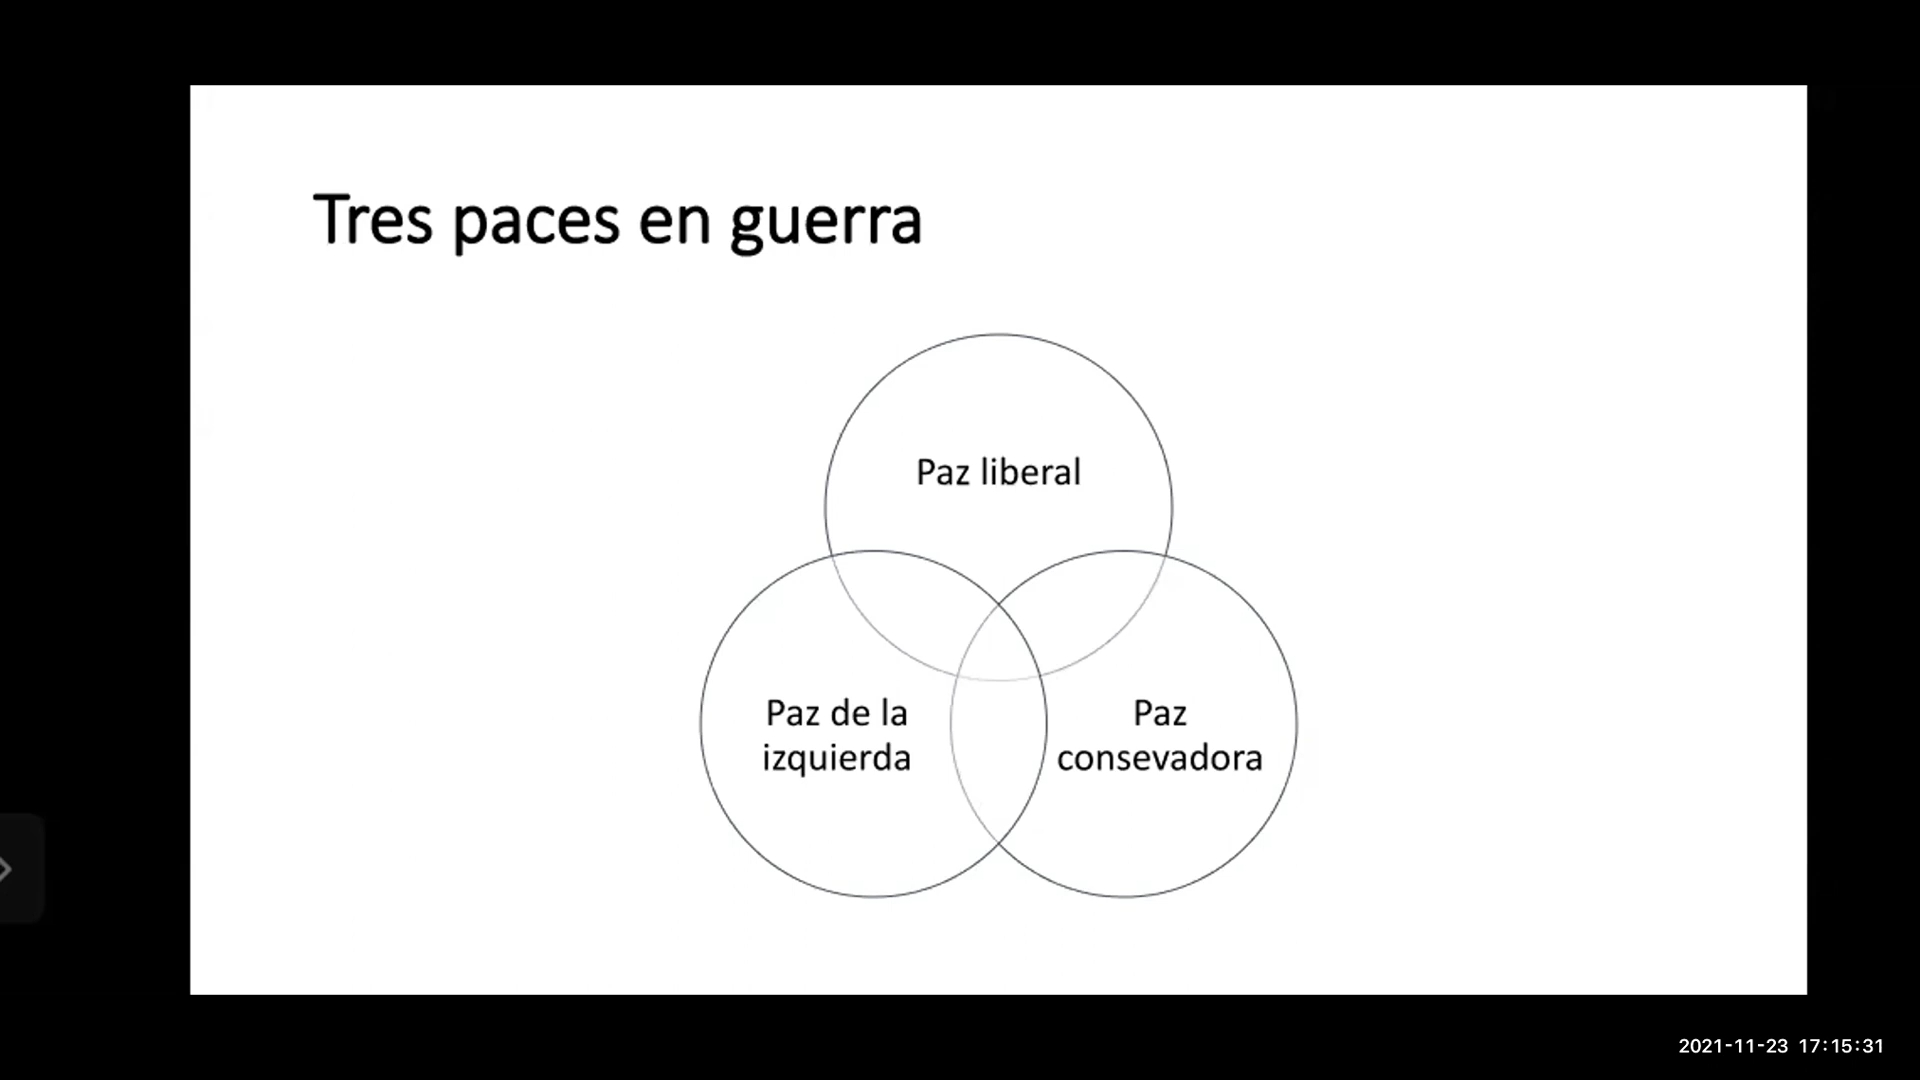 Tres paces en guerra
Paz liberal
Paz de la
izquierda
Paz
consevadora
2021-11-23 17:15:31